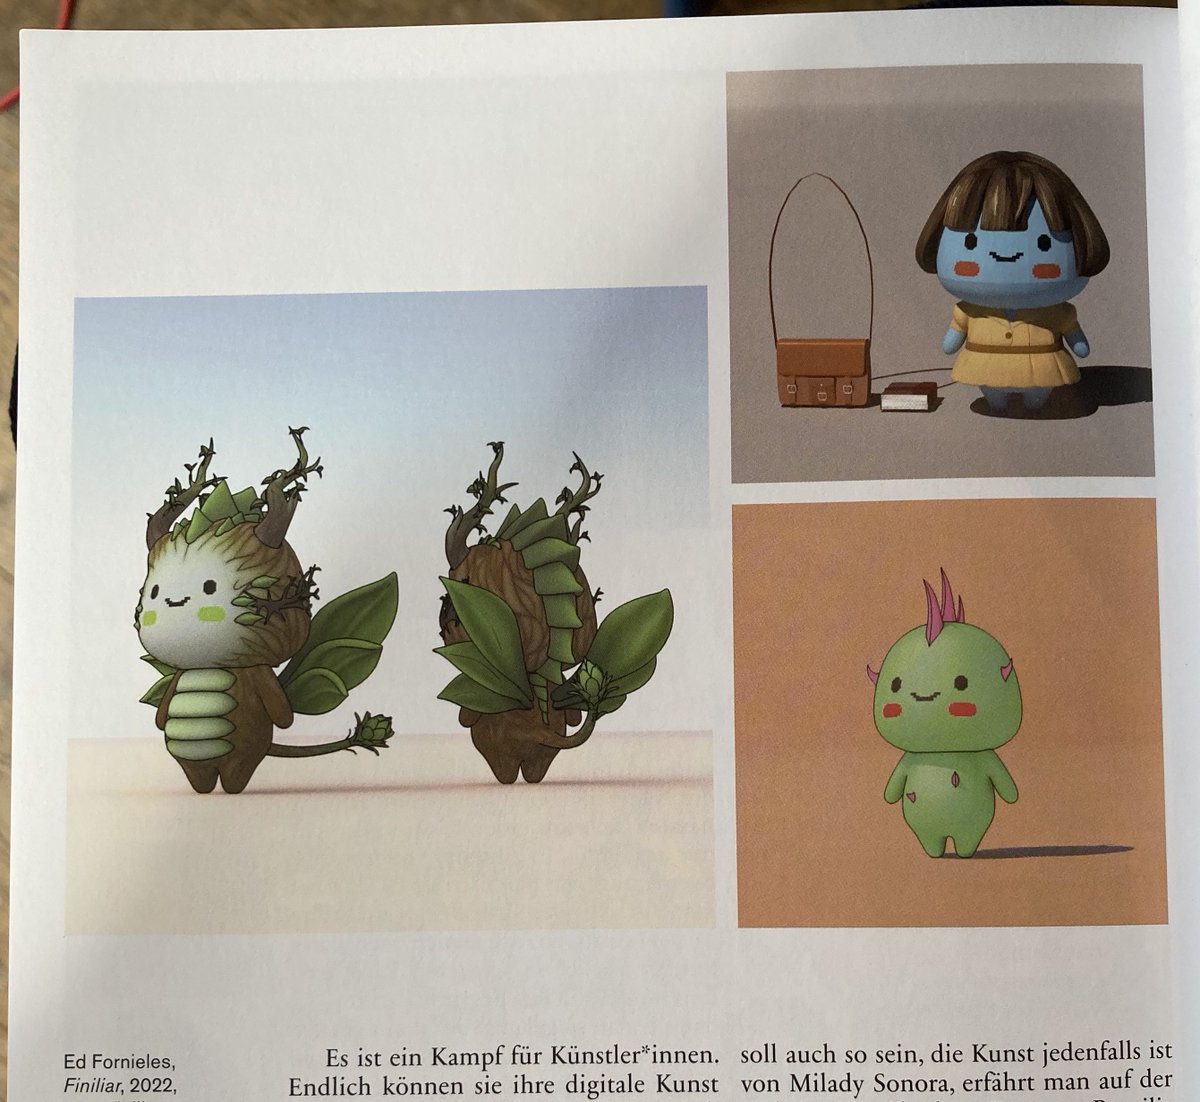 Ed Fornieles,
Finiliar, 2022,
Es ist ein Kampf für Künstler*innen.
Endlich können sie ihre digitale Kunst
soll auch so sein, die Kunst jedenfalls ist
von Milady Sonora, erfährt man auf der